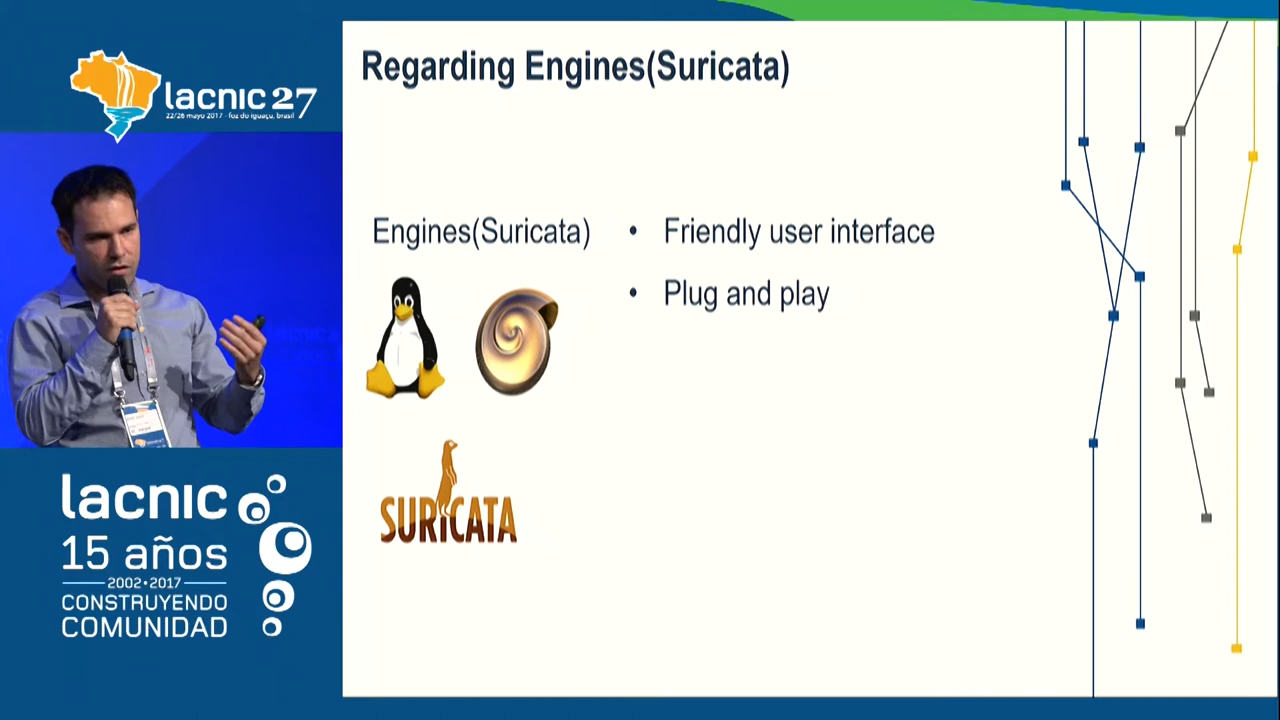 lacnic 27
22/26 mayo 2017 - foz do iguaçu, brasil
lacnic
15 años
2002•2017
CONSTRUYENDO
COMUNIDAD
Regarding Engines(Suricata)
Engines(Suricata)
• Friendly user interface
• Plug and play
SURICATA